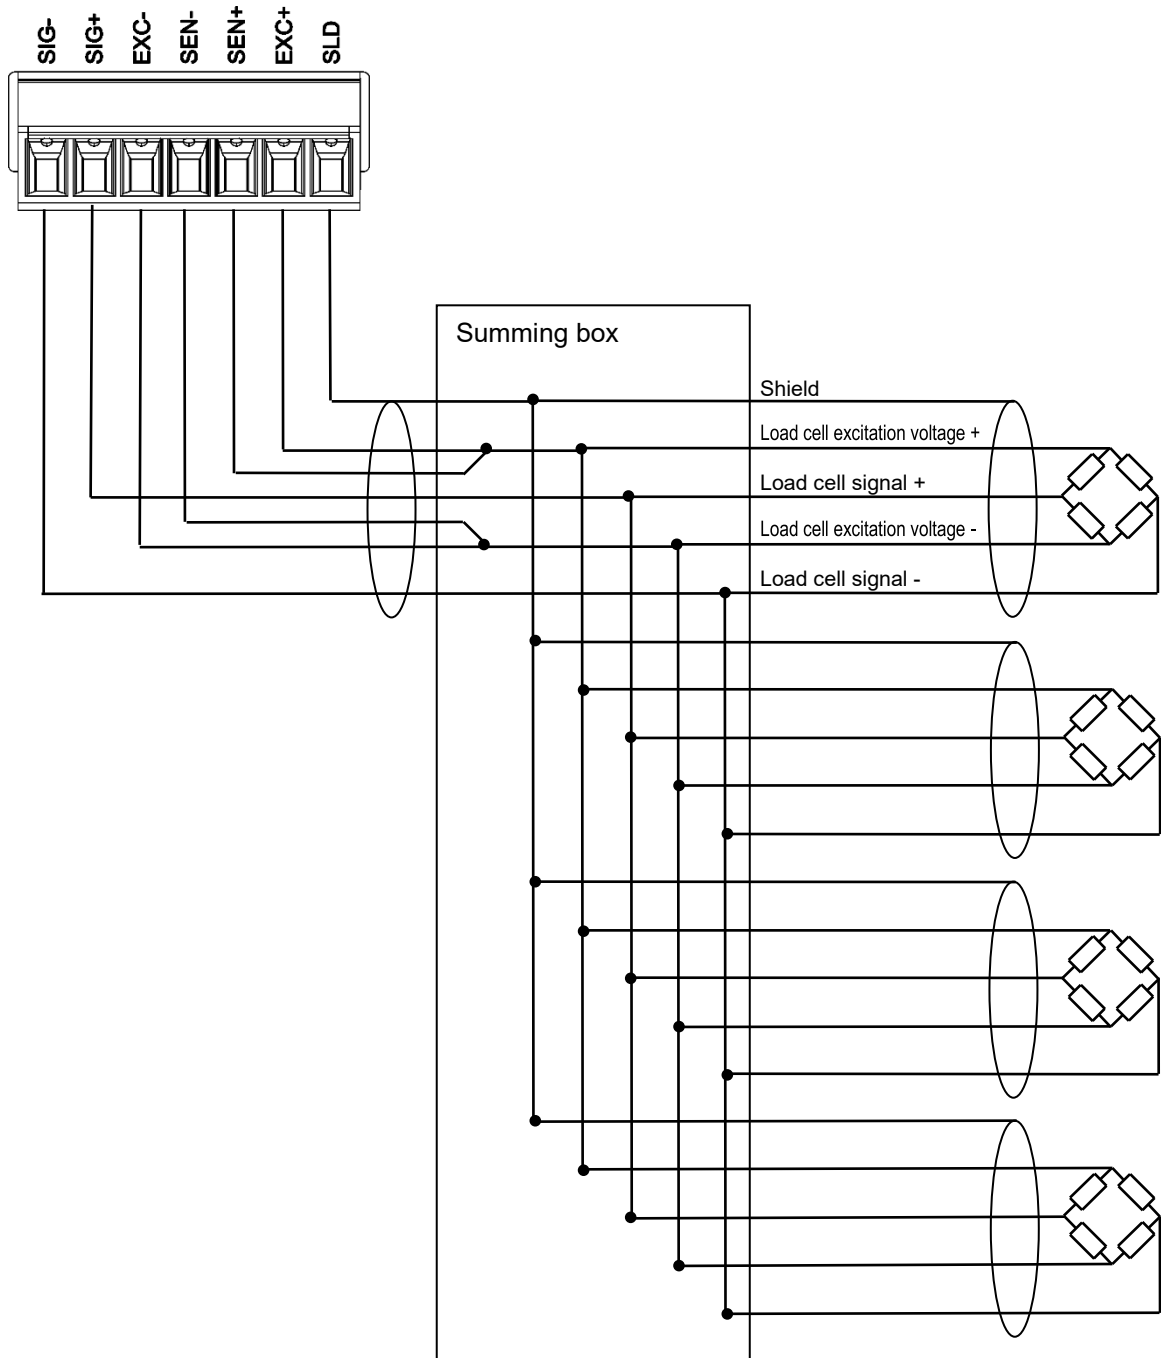 SIG-
SIG+
EXC-
SEN-
SEN+
EXC+
SLD
Summing box
Shield
Load cell excitation voltage +
Load cell signal +
Load cell excitation voltage -
Load cell signal -